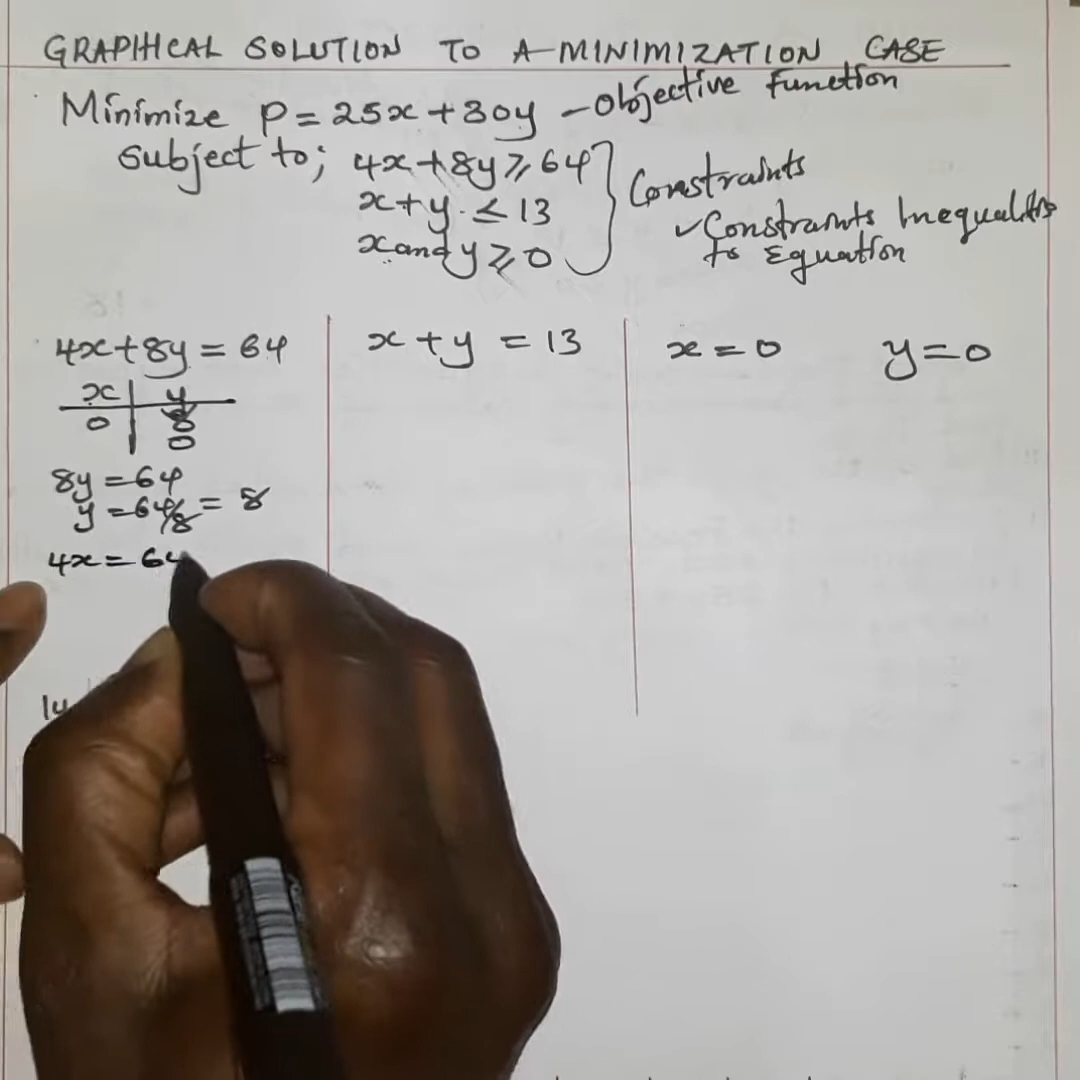 GRAPHICAL SOLUTION TO A MINIMIZATION CASE
Minimize P = 25x + 30y – Objective Function
Subject to; 4x + 8y ≥ 64
x + y ≤ 13
x and y ≥ 0
Constraints
✓ Constraints Inequalities
to Equation
4x + 8y = 64
x y
0 8
0
8y = 64
y = 64/8 = 8
4x = 64
x + y = 13
x = 0
y = 0